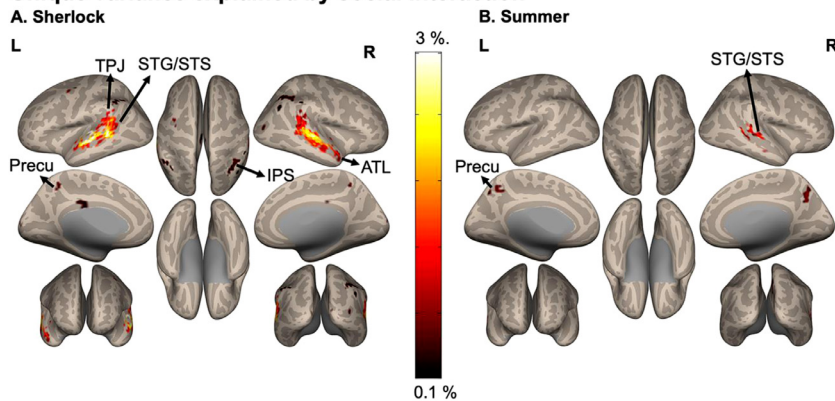 A. Sherlock
B. Summer
L
R
3 %.
L
R
TPJ
STG/STS
STG/STS
Precu
IPS
ATL
Precu
0.1 %